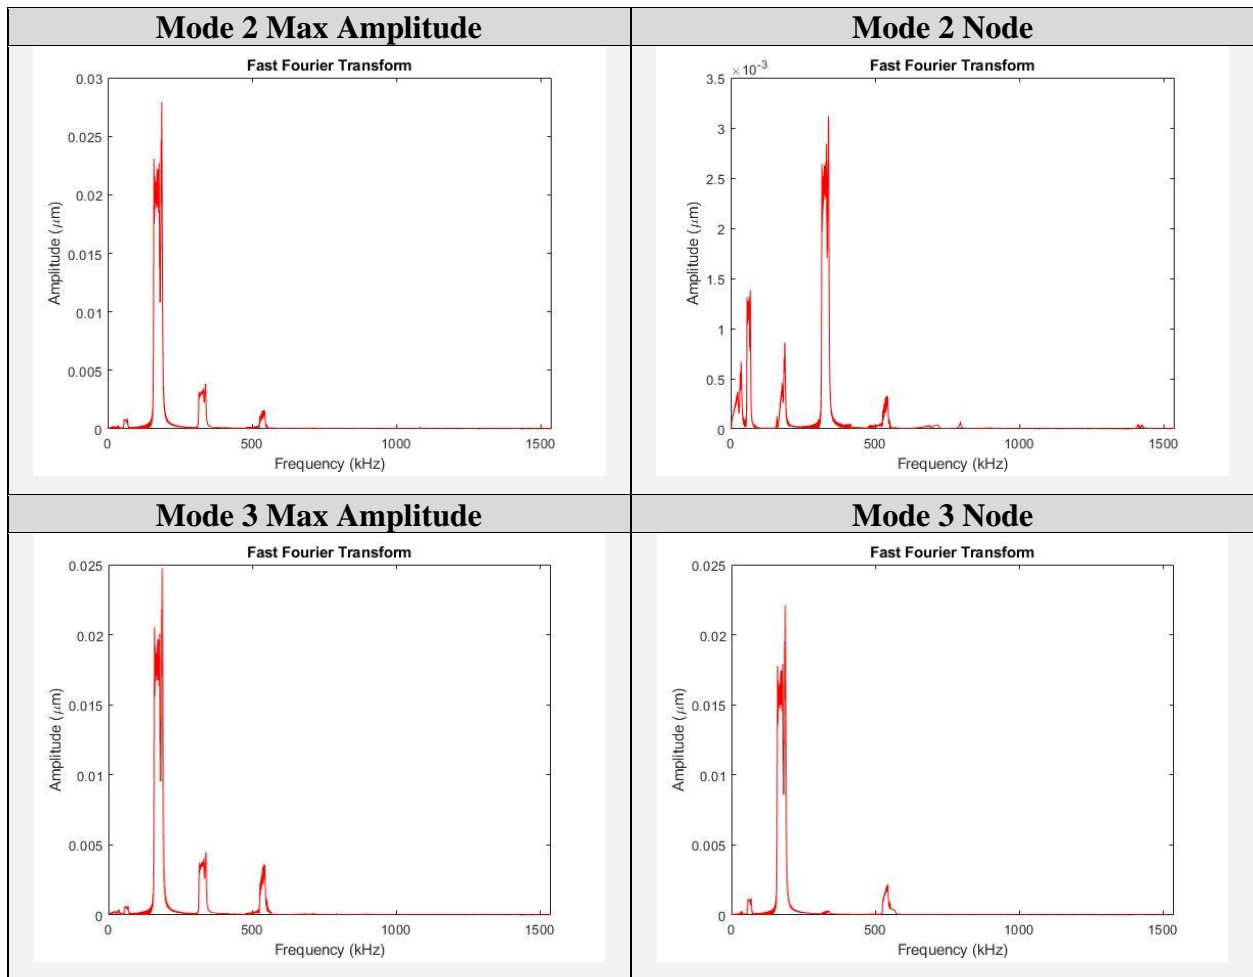 Mode 2 Max Amplitude
Mode 2 Node
Fast Fourier Transform
0.03
0.025
0.02
0.015
0.01
0.005
0
Amplitude (μm)
0 500 1000 1500
Frequency (kHz)
Fast Fourier Transform
×10⁻³
3.5
3
2.5
2
1.5
1
0.5
0
Amplitude (μm)
0 500 1000 1500
Frequency (kHz)
Mode 3 Max Amplitude
Mode 3 Node
Fast Fourier Transform
0.025
0.02
0.015
0.01
0.005
0
Amplitude (μm)
0 500 1000 1500
Frequency (kHz)
Fast Fourier Transform
0.025
0.02
0.015
0.01
0.005
0
Amplitude (μm)
0 500 1000 1500
Frequency (kHz)